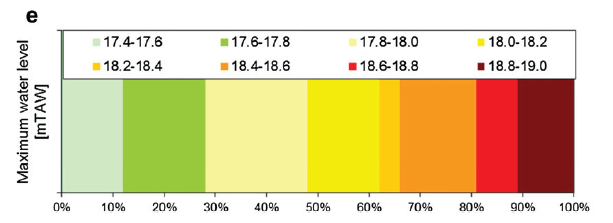 e
17.4-17.6 17.6-17.8 17.8-18.0 18.0-18.2
18.2-18.4 18.4-18.6 18.6-18.8 18.8-19.0
Maximum water level
[mTAW]
0% 10% 20% 30% 40% 50% 60% 70% 80% 90% 100%